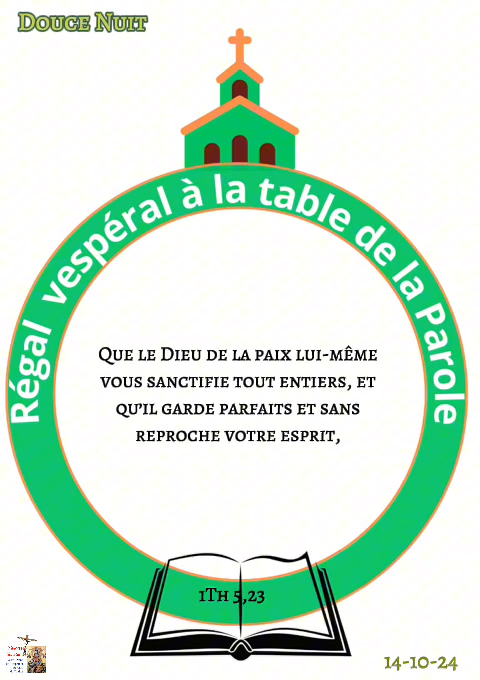 Douce Nuit
Régal vespéral à la table de la Parole
Que le Dieu de la paix lui-même
vous sanctifie tout entiers, et
qu'il garde parfaits et sans
reproche votre esprit,
1Th 5,23
14-10-24